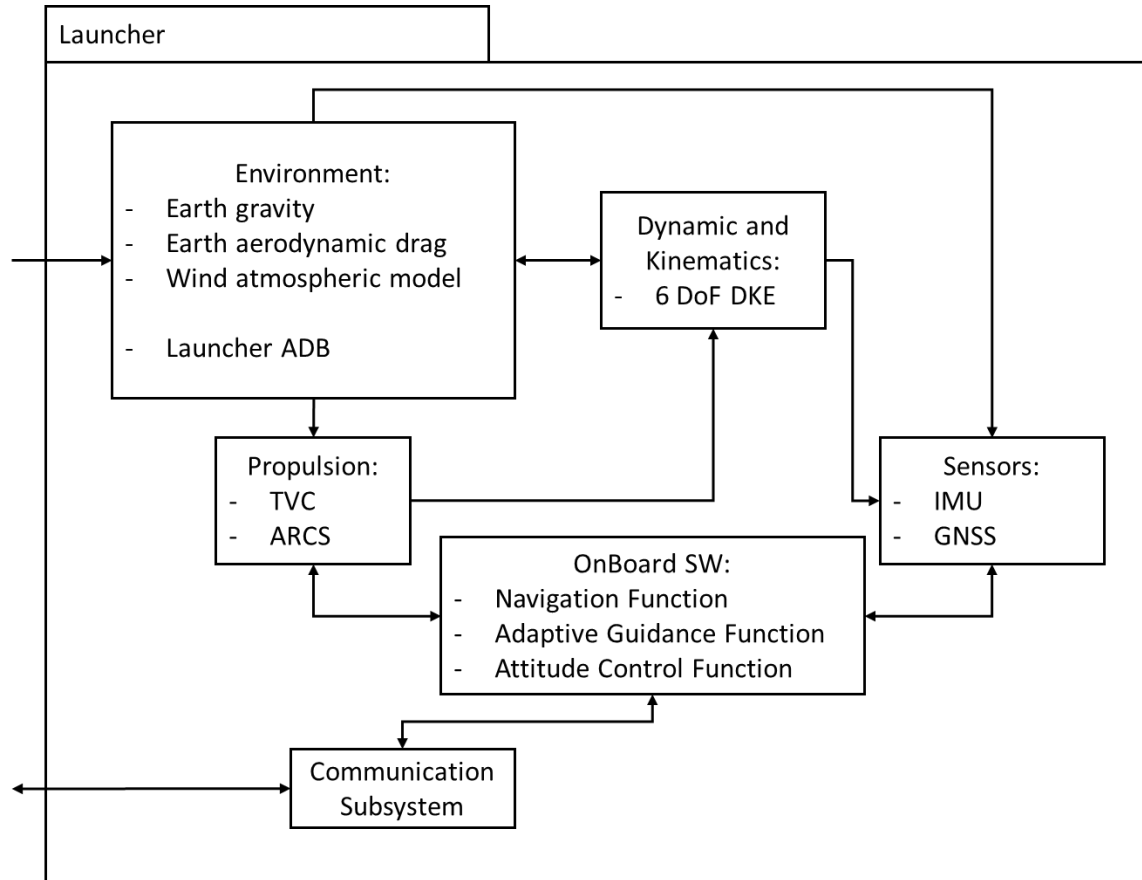 Launcher
Environment:
- Earth gravity
- Earth aerodynamic drag
- Wind atmospheric model
- Launcher ADB
Dynamic and
Kinematics:
- 6 DoF DKE
Propulsion:
- TVC
- ARCS
Sensors:
- IMU
- GNSS
OnBoard SW:
- Navigation Function
- Adaptive Guidance Function
- Attitude Control Function
Communication
Subsystem